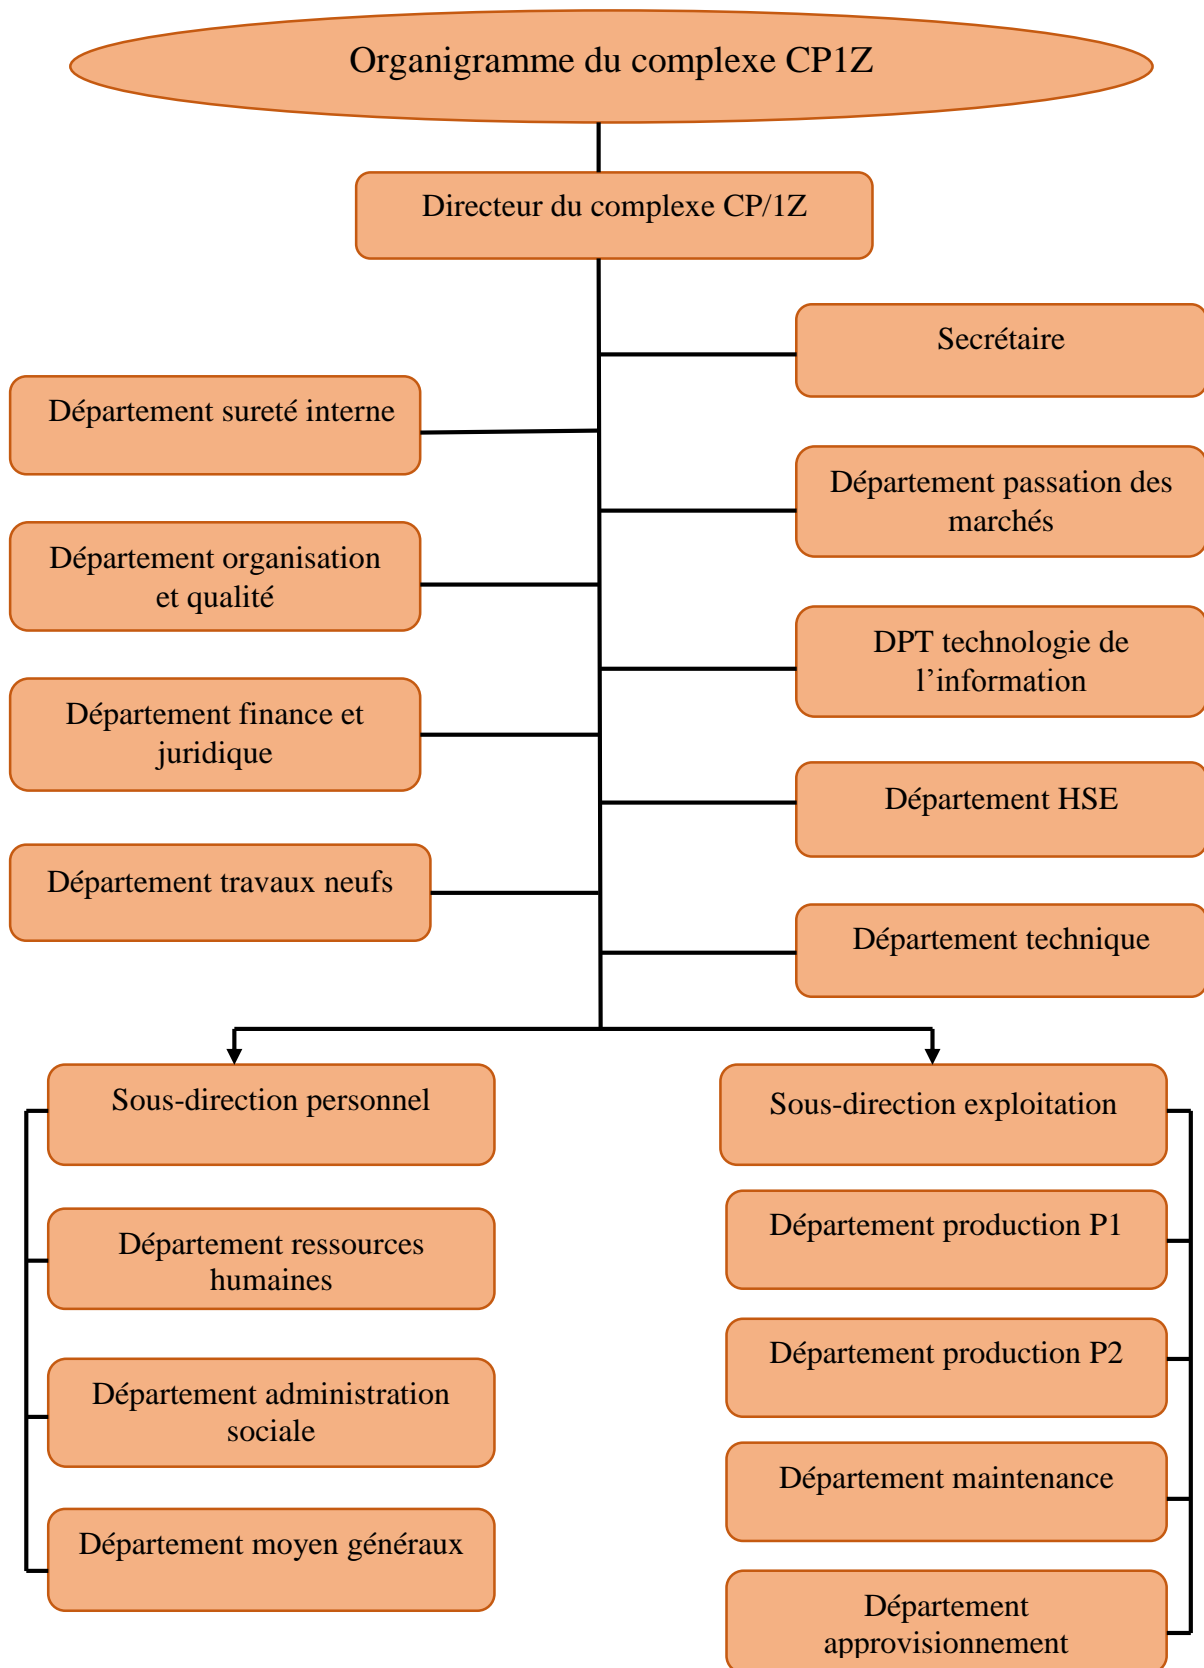 Organigramme du complexe CP1Z
Directeur du complexe CP/1Z
Secrétaire
Département sureté interne
Département passation des
marchés
Département organisation
et qualité
DPT technologie de
l’information
Département finance et
juridique
Département HSE
Département travaux neufs
Département technique
Sous-direction personnel
Département ressources
humaines
Département administration
sociale
Département moyen généraux
Sous-direction exploitation
Département production P1
Département production P2
Département maintenance
Département
approvisionnement